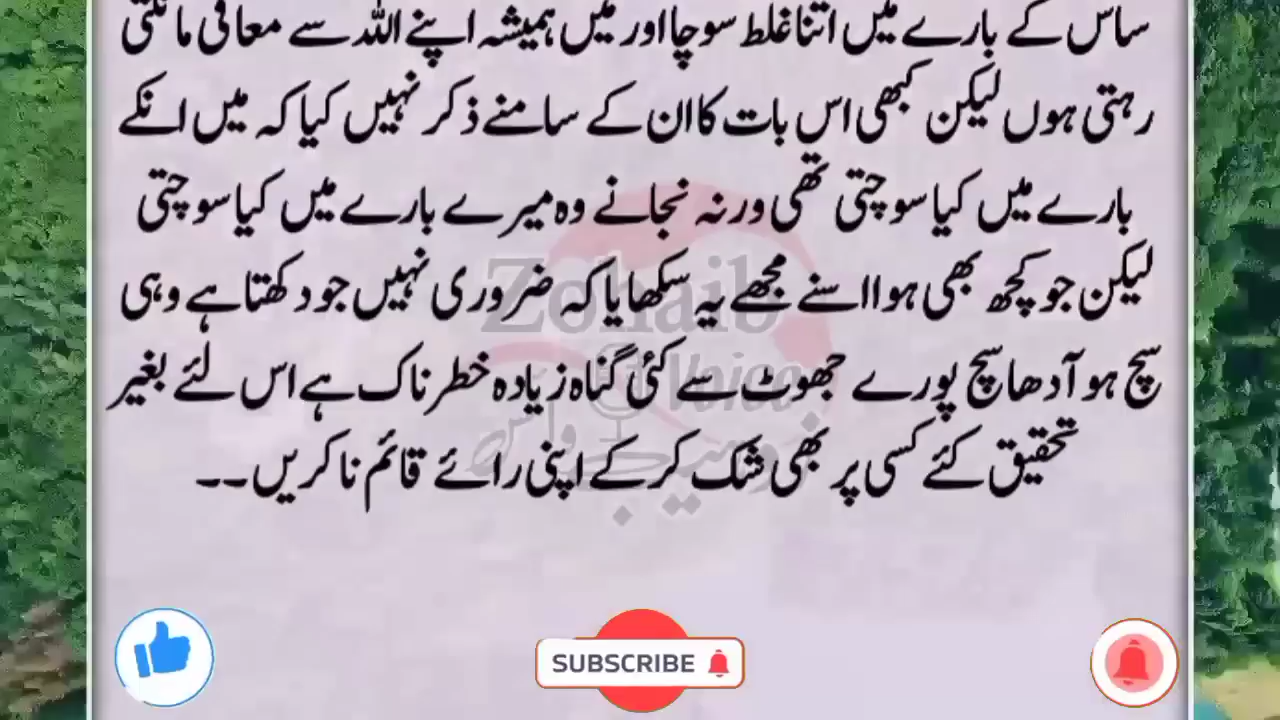 ساس کے بارے میں اتنا غلط سوچا اور میں ہمیشہ اپنے اللہ سے معافی مانگتی
رہتی ہوں لیکن کبھی اس بات کا ان کے سامنے ذکر نہیں کیا کہ میں انکے
بارے میں کیا سوچتی تھی ورنہ نجانے وہ میرے بارے میں کیا سوچتی
لیکن جو کچھ بھی ہوا اسنے مجھے یہ سکھایا کہ ضروری نہیں جو دکھتا ہے وہی
سچ ہو آدھا سچ پورے جھوٹ سے کئی گناہ زیادہ خطرناک ہے اس لئے بغیر
تحقیق کئے کسی پر بھی شک کر کے اپنی رائے قائم نا کریں۔۔
Zohaib
Voice
زوہیب وائس
SUBSCRIBE